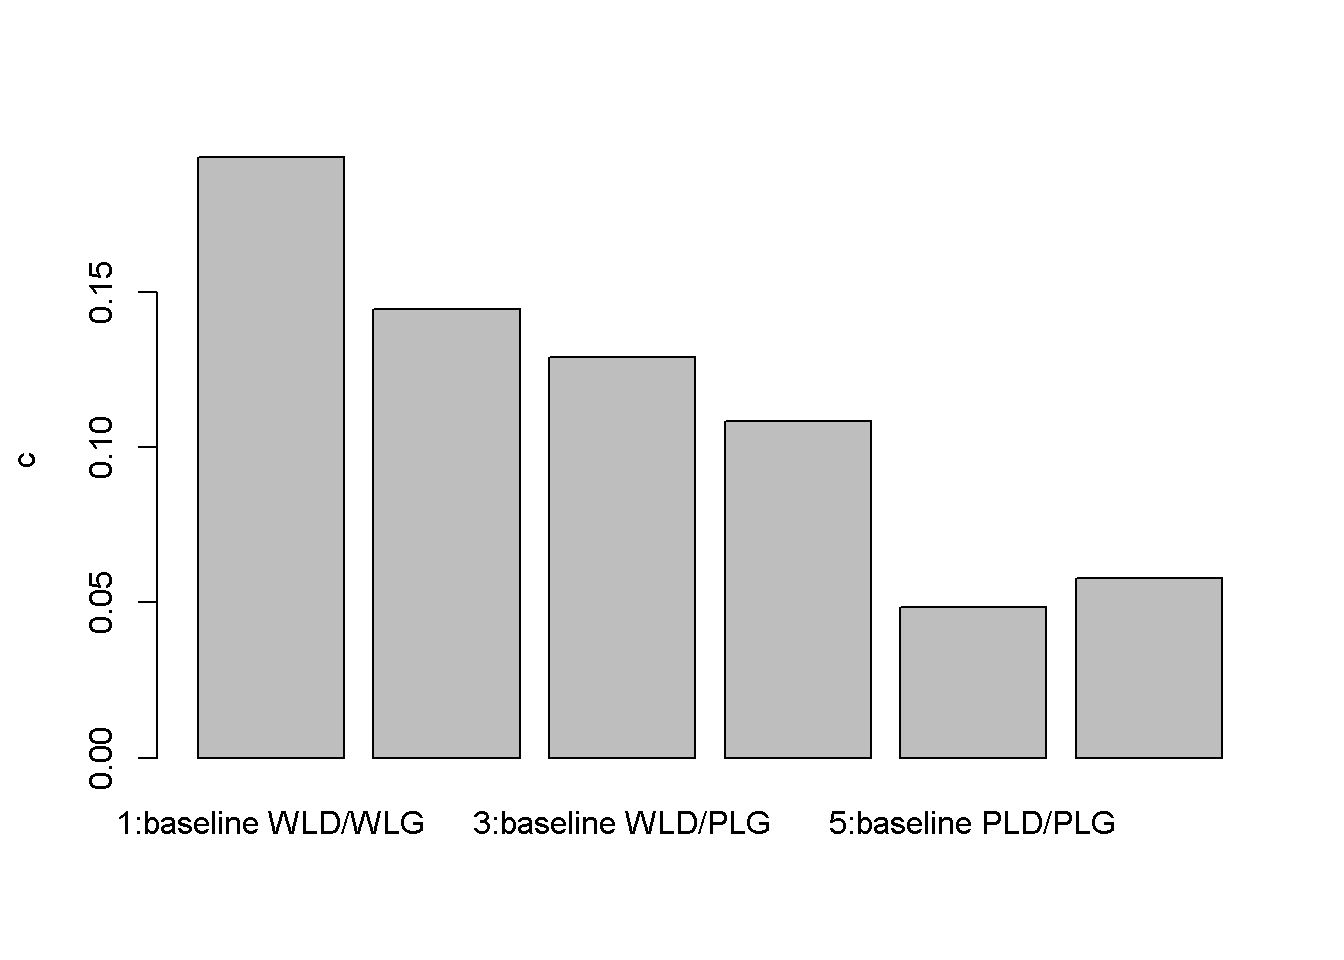 c
0.15
0.10
0.05
0.00
1:baseline WLD/WLG
3:baseline WLD/PLG
5:baseline PLD/PLG